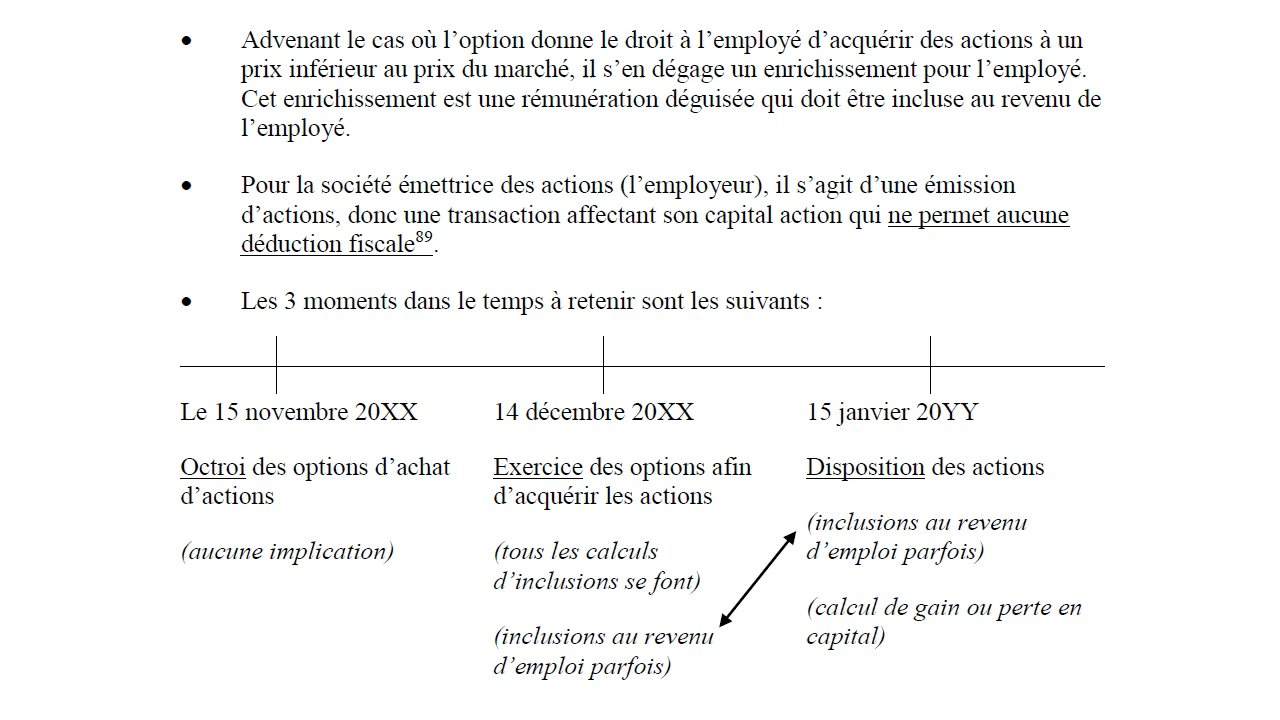 • Advenant le cas où l’option donne le droit à l’employé d’acquérir des actions à un
prix inférieur au prix du marché, il s’en dégage un enrichissement pour l’employé.
Cet enrichissement est une rémunération déguisée qui doit être incluse au revenu de
l’employé.
• Pour la société émettrice des actions (l’employeur), il s’agit d’une émission
d’actions, donc une transaction affectant son capital action qui ne permet aucune
déduction fiscale89.
• Les 3 moments dans le temps à retenir sont les suivants :
Le 15 novembre 20XX
Octroi des options d’achat
d’actions
(aucune implication)
14 décembre 20XX
Exercice des options afin
d’acquérir les actions
(tous les calculs
d’inclusions se font)
(inclusions au revenu
d’emploi parfois)
15 janvier 20YY
Disposition des actions
(inclusions au revenu
d’emploi parfois)
(calcul de gain ou perte en
capital)